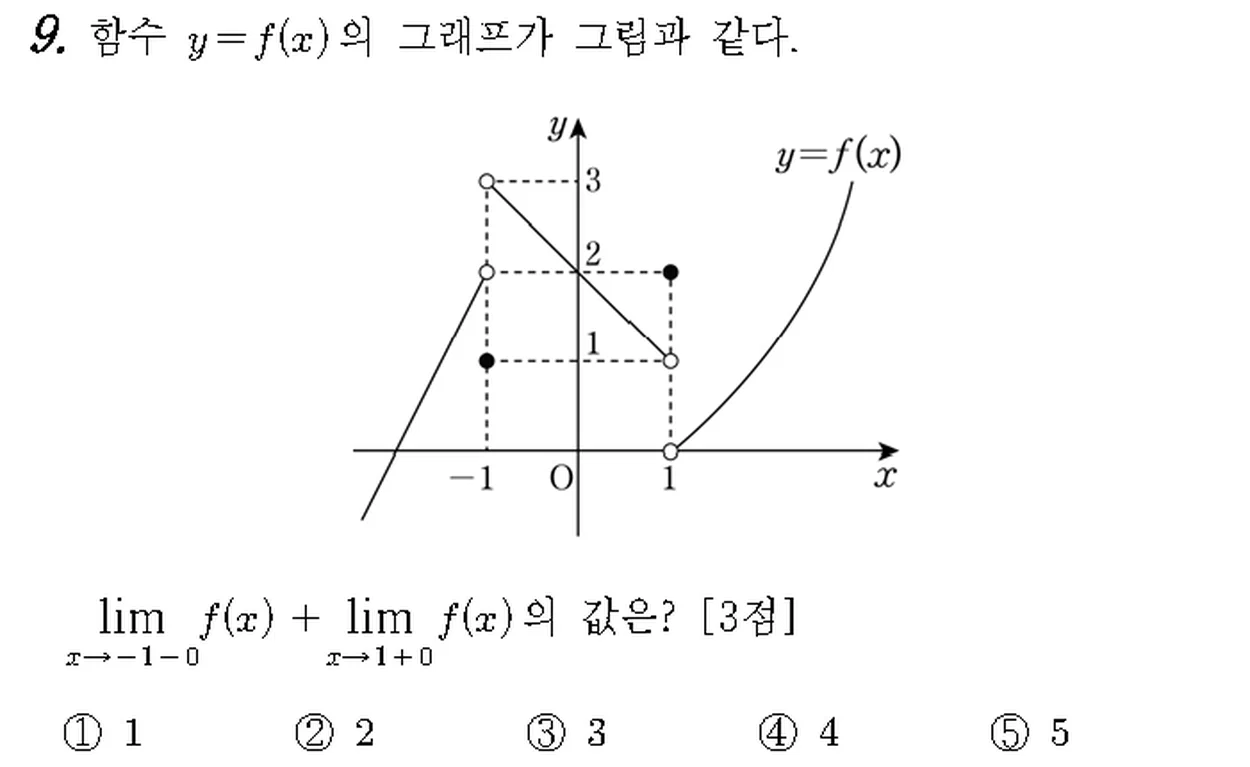 9. 함수 y=f(x)의 그래프가 그림과 같다.
y
y=f(x)
3
2
1
-1
O
1
x
lim f(x) + lim f(x)의 값은? [3점]
x→-1-0 x→1+0
① 1 ② 2 ③ 3 ④ 4 ⑤ 5